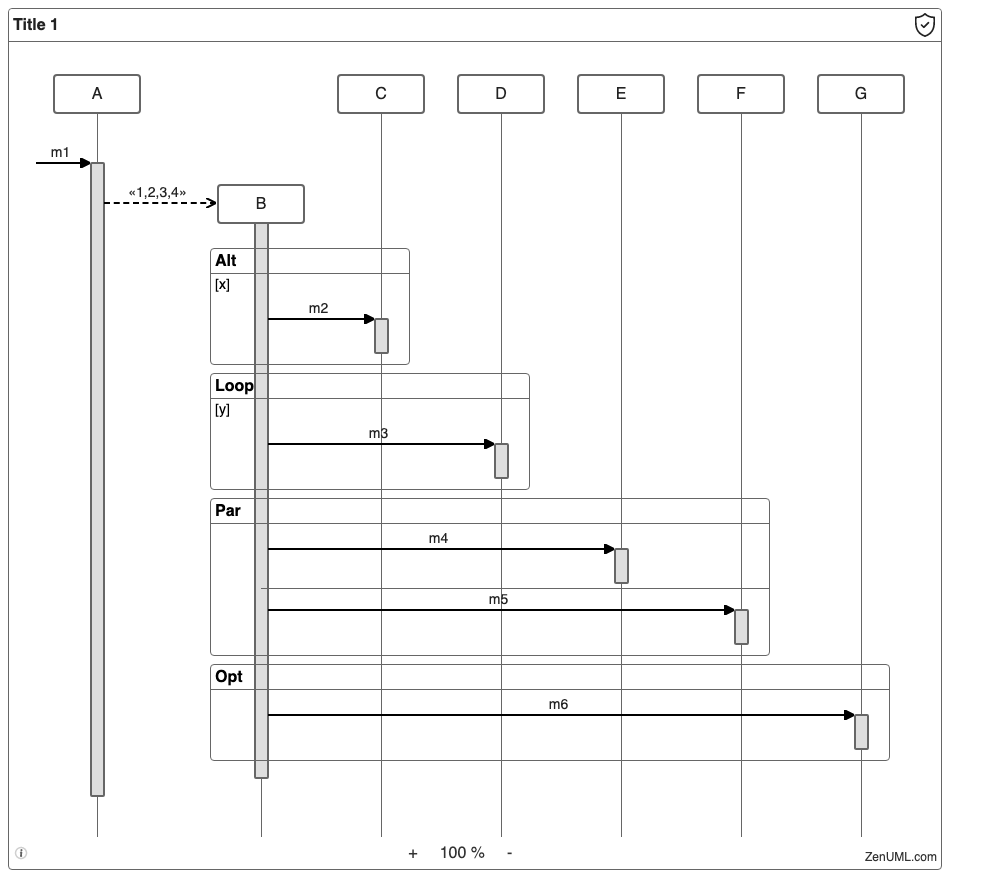 Title 1
A
C
D
E
F
G
m1
«1,2,3,4»
B
Alt
[x]
m2
Loop
[y]
m3
Par
m4
m5
Opt
m6
+ 100 % -
ZenUML.com